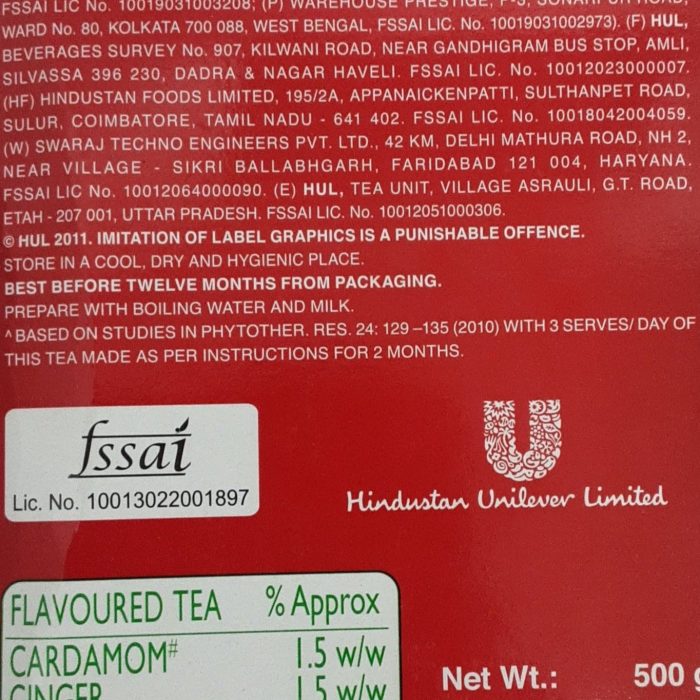 FSSAI LIC No. 10019031003208; (P) WAREHOUSE PRESTIGE,
WARD No. 80, KOLKATA 700 088, WEST BENGAL, FSSAI LIC. No. 10019031002973). (F) HUL,
BEVERAGES SURVEY No. 907, KILWANI ROAD, NEAR GANDHIGRAM BUS STOP, AMLI,
SILVASSA 396 230, DADRA & NAGAR HAVELI. FSSAI LIC. No. 10012023000007.
(HF) HINDUSTAN FOODS LIMITED, 195/2A, APPANAICKENPATTI, SULTHANPET ROAD,
SULUR, COIMBATORE, TAMIL NADU - 641 402. FSSAI LIC. No. 10018042004059.
(W) SWARAJ TECHNO ENGINEERS PVT. LTD., 42 KM, DELHI MATHURA ROAD, NH 2,
NEAR VILLAGE - SIKRI BALLABHGARH, FARIDABAD 121 004, HARYANA.
FSSAI LIC No. 10012064000090. (E) HUL, TEA UNIT, VILLAGE ASRAULI, G.T. ROAD,
ETAH - 207 001, UTTAR PRADESH. FSSAI LIC. No. 10012051000306.
© HUL 2011. IMITATION OF LABEL GRAPHICS IS A PUNISHABLE OFFENCE.
STORE IN A COOL, DRY AND HYGIENIC PLACE.
BEST BEFORE TWELVE MONTHS FROM PACKAGING.
PREPARE WITH BOILING WATER AND MILK.
^ BASED ON STUDIES IN PHYTOTHER. RES. 24: 129 –135 (2010) WITH 3 SERVES/ DAY OF
THIS TEA MADE AS PER INSTRUCTIONS FOR 2 MONTHS.
fssai
Lic. No. 10013022001897
Hindustan Unilever Limited
FLAVOURED TEA % Approx
CARDAMOM# 1.5 w/w
GINGER 1.5 w/w
Net Wt.: 500